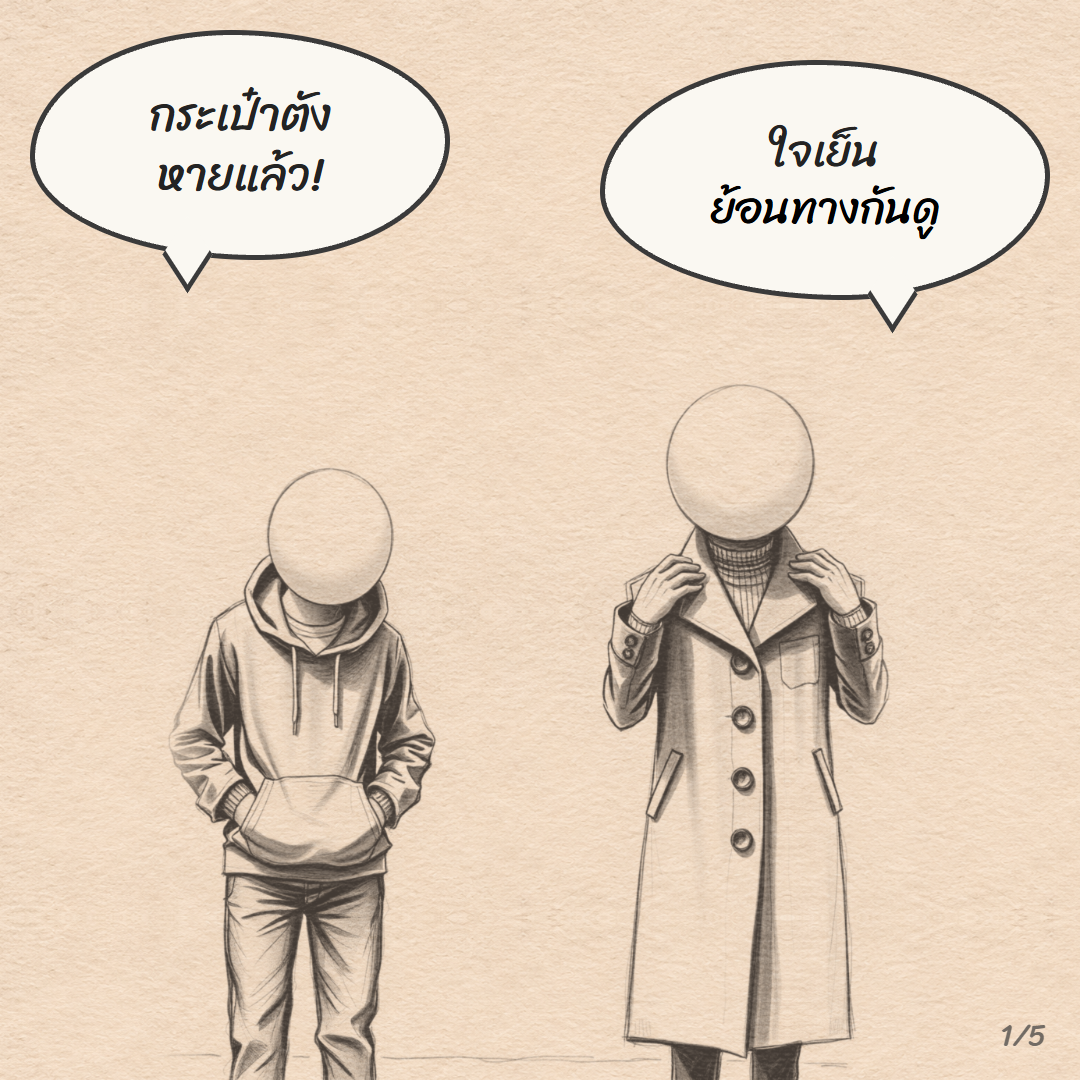 กระเป๋าตัง
หายแล้ว!
ใจเย็น
ย้อนทางกันดู
1/5